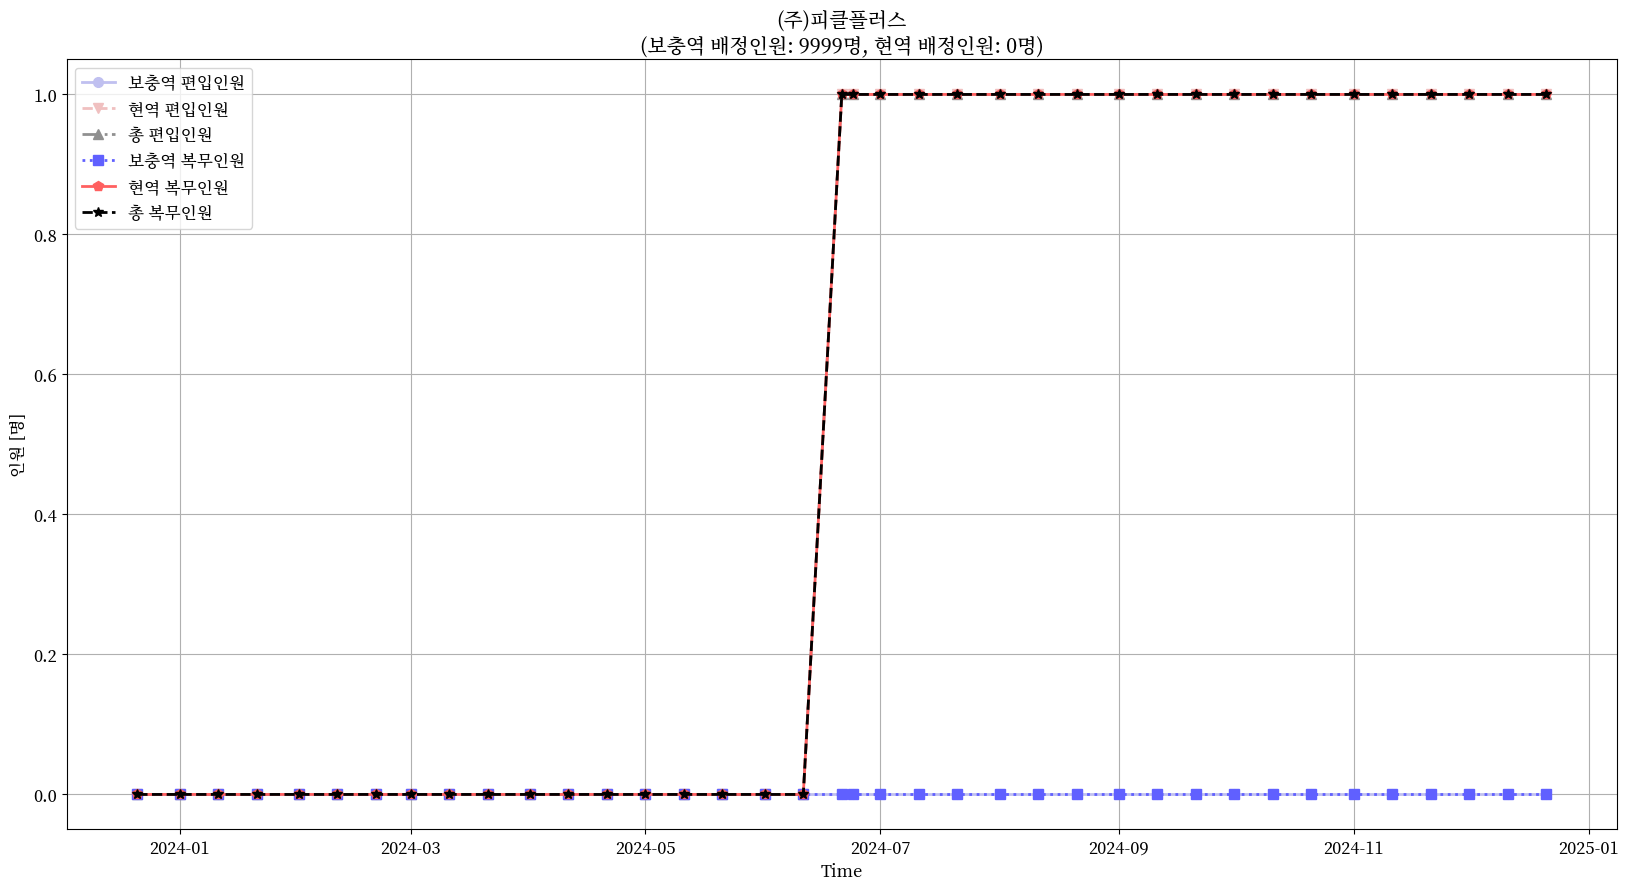 (주)피클플러스
(보충역 배정인원: 9999명, 현역 배정인원: 0명)
보충역 편입인원
현역 편입인원
총 편입인원
보충역 복무인원
현역 복무인원
총 복무인원
인원 [명]
1.0
0.8
0.6
0.4
0.2
0.0
2024-01 2024-03 2024-05 2024-07 2024-09 2024-11 2025-01
Time